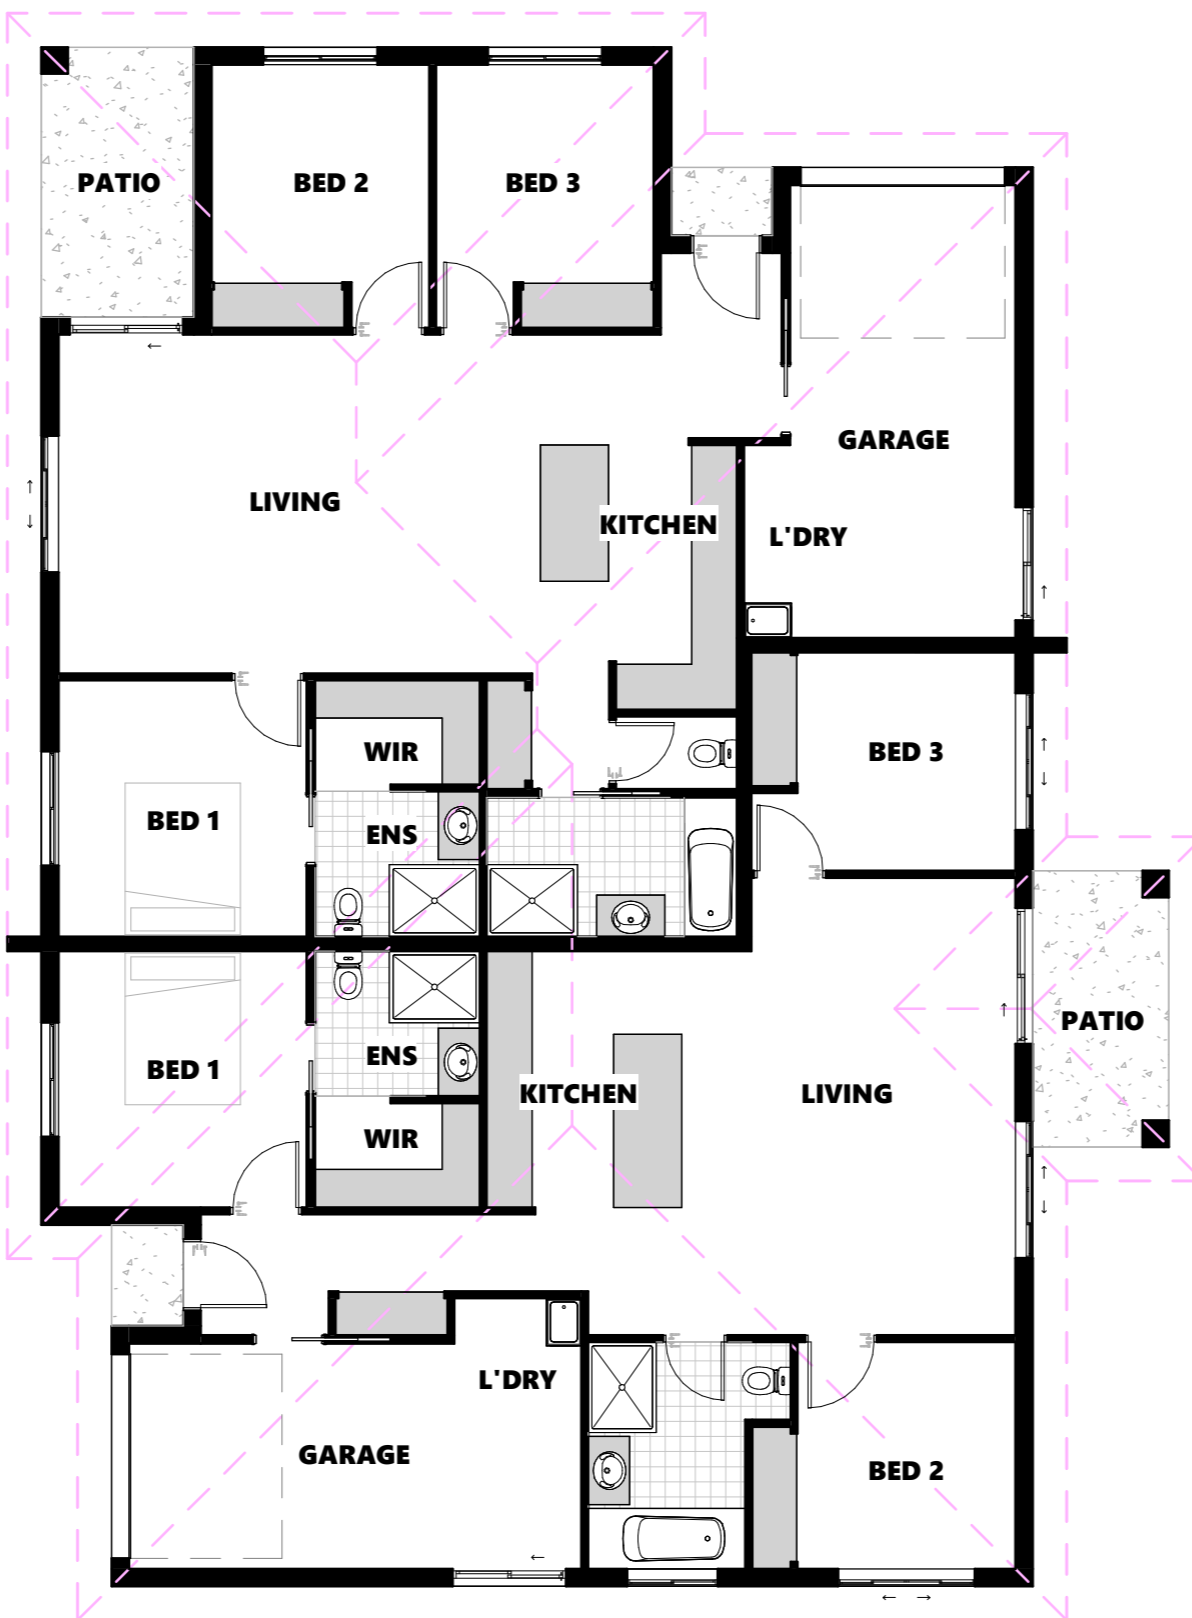 PATIO
BED 2
BED 3
GARAGE
LIVING
KITCHEN
L'DRY
WIR
BED 3
BED 1
ENS
PATIO
ENS
BED 1
KITCHEN
LIVING
WIR
L'DRY
GARAGE
BED 2